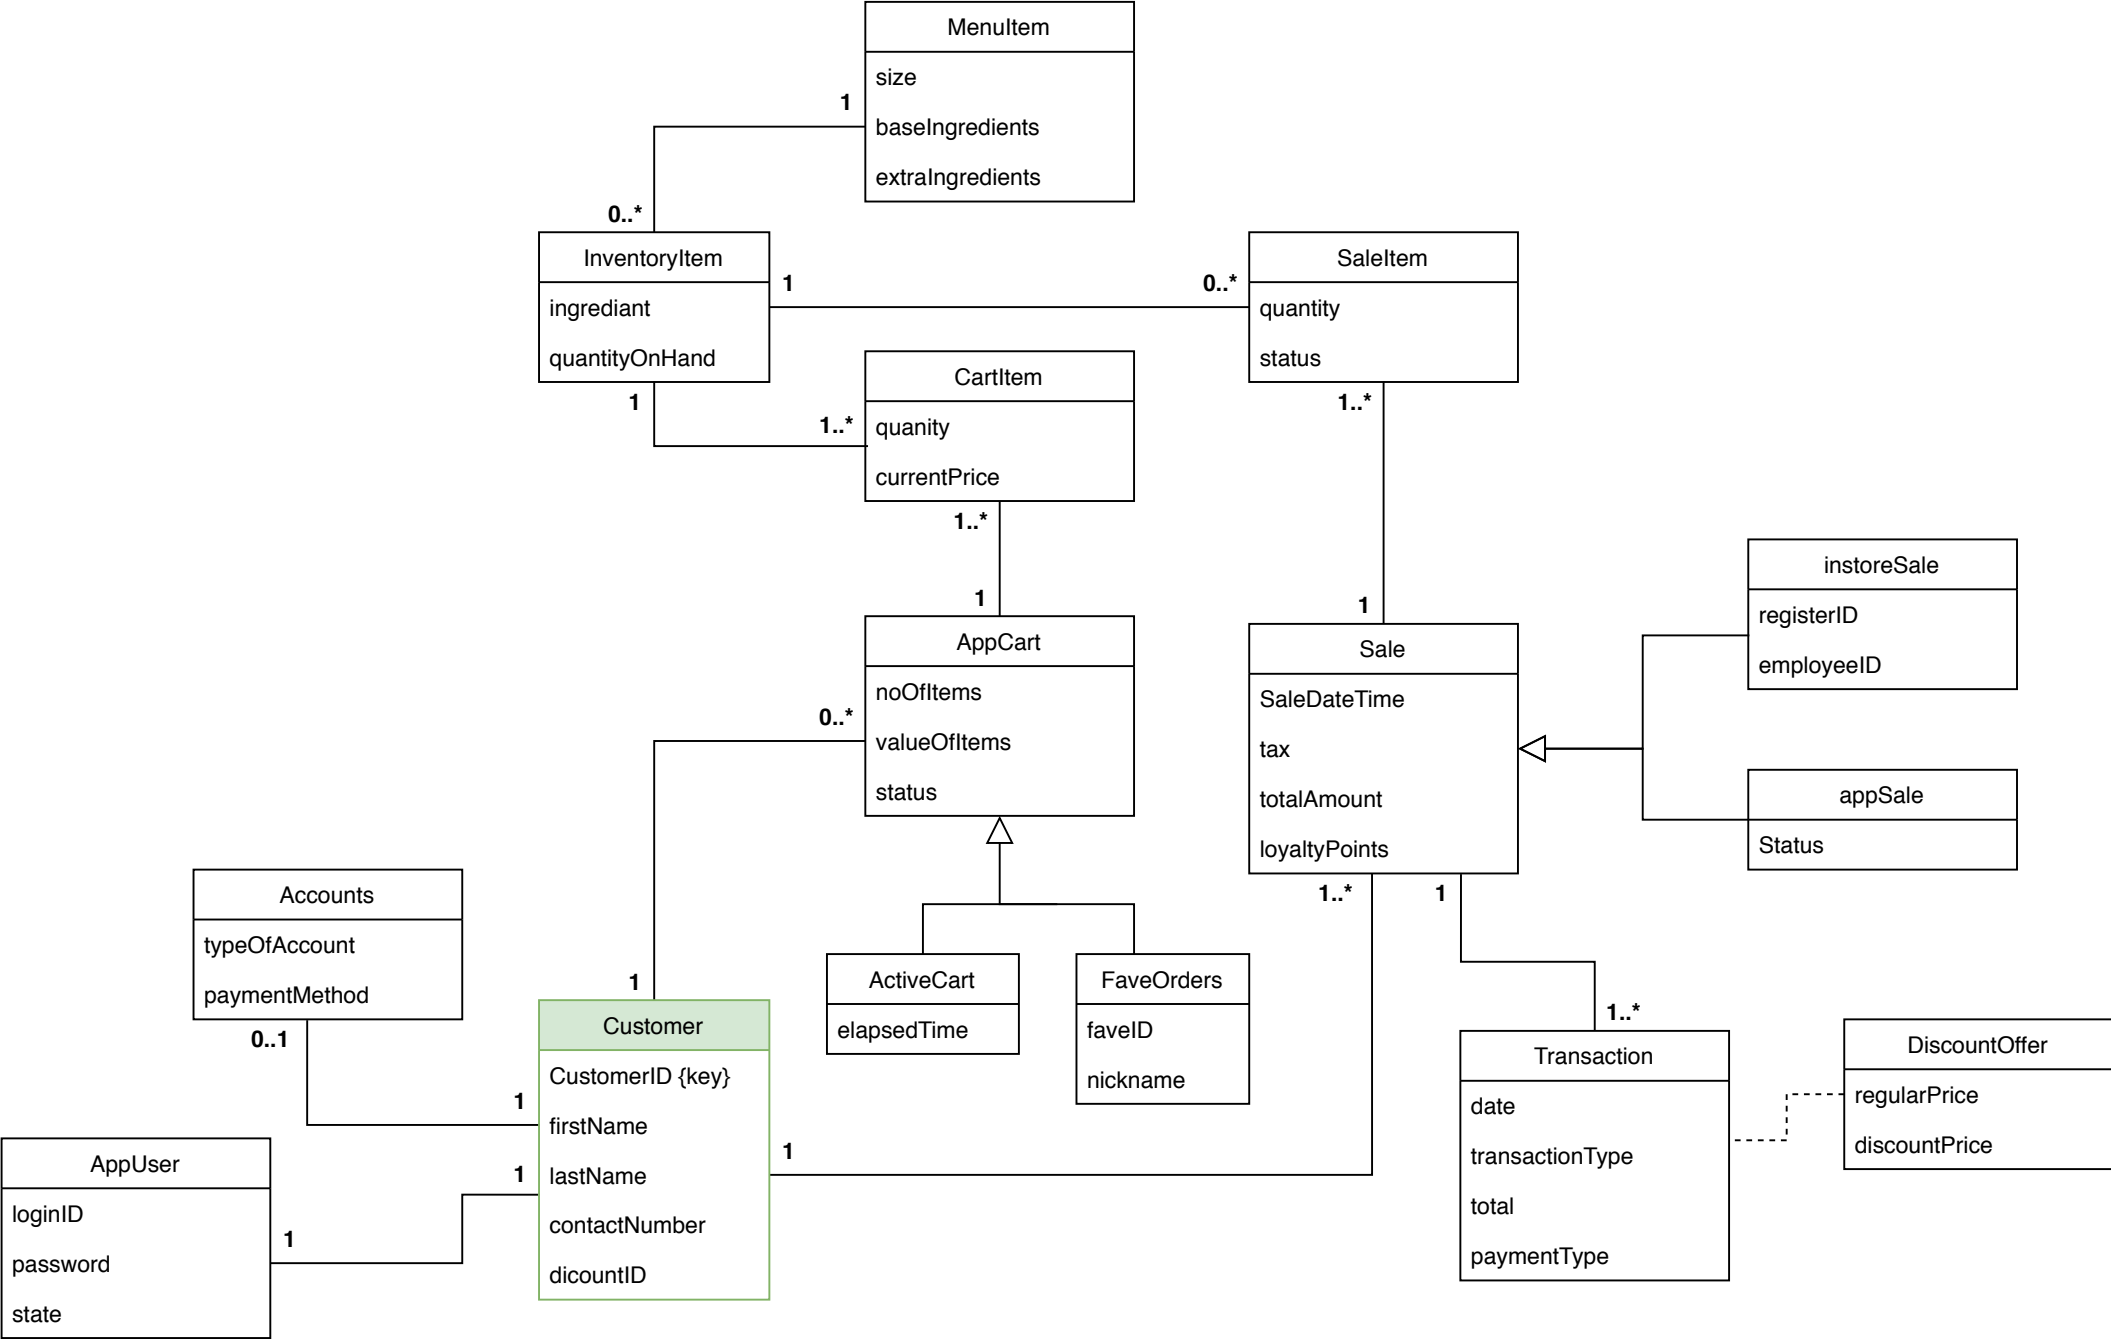 MenuItem
size
baseIngredients
extraIngredients
1
0..*
InventoryItem
ingrediant
quantityOnHand
1
0..*
SaleItem
quantity
status
1
1..*
CartItem
quanity
currentPrice
1..*
1..*
1
AppCart
noOfItems
valueOfItems
status
0..*
1
1
Sale
SaleDateTime
tax
totalAmount
loyaltyPoints
instoreSale
registerID
employeeID
appSale
Status
1..*
1
Accounts
typeOfAccount
paymentMethod
0..1
1
ActiveCart
elapsedTime
FaveOrders
faveID
nickname
Customer
CustomerID {key}
firstName
lastName
contactNumber
dicountID
1
1
1
AppUser
loginID
password
state
1..*
Transaction
date
transactionType
total
paymentType
DiscountOffer
regularPrice
discountPrice